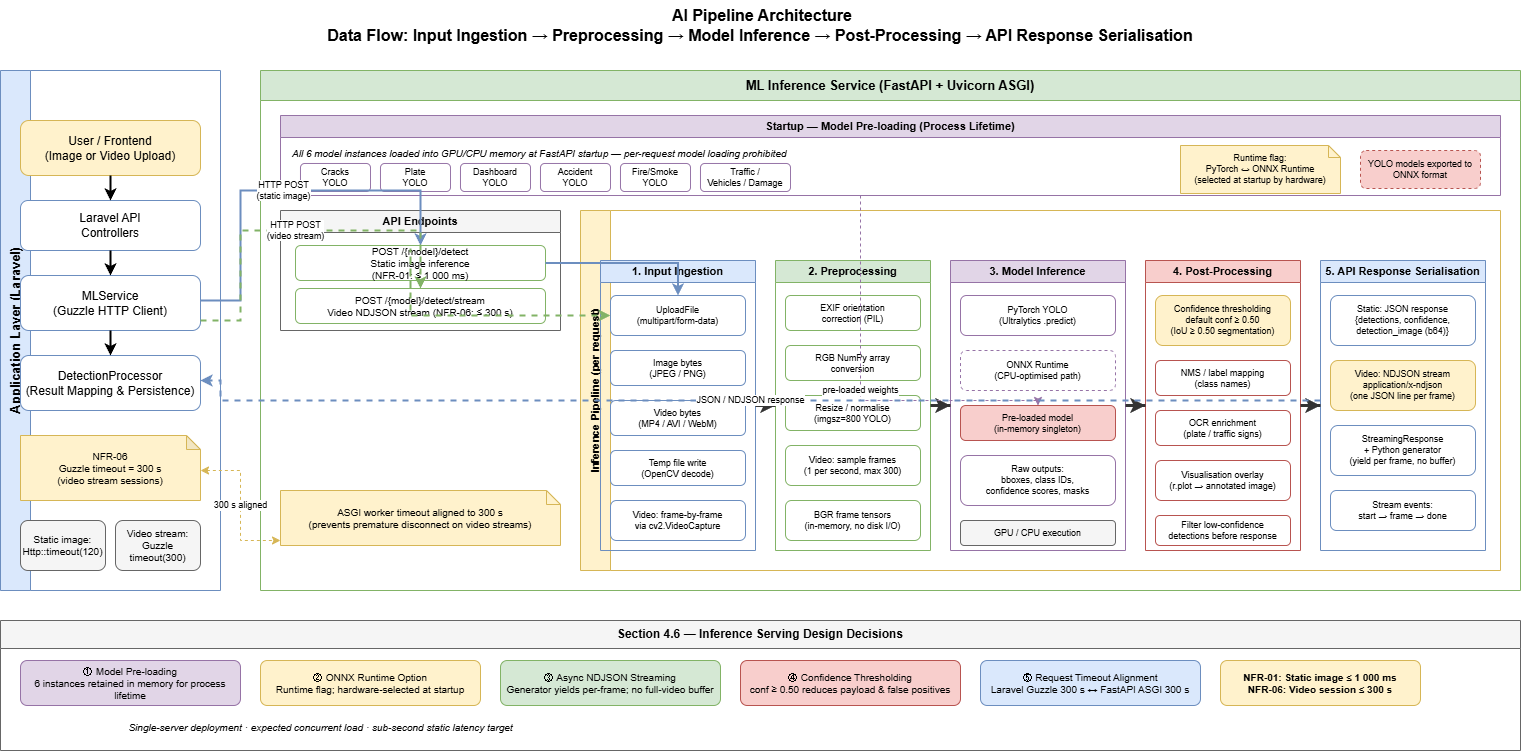 AI Pipeline Architecture
Data Flow: Input Ingestion → Preprocessing → Model Inference → Post-Processing → API Response Serialisation
Application Layer (Laravel)
User / Frontend
(Image or Video Upload)
Laravel API
Controllers
MLService
(Guzzle HTTP Client)
DetectionProcessor
(Result Mapping & Persistence)
NFR-06
Guzzle timeout = 300 s
(video stream sessions)
Static image:
Http::timeout(120)
Video stream:
Guzzle
timeout(300)
HTTP POST
(static image)
HTTP POST
(video stream)
300 s aligned
ML Inference Service (FastAPI + Uvicorn ASGI)
Startup — Model Pre-loading (Process Lifetime)
All 6 model instances loaded into GPU/CPU memory at FastAPI startup — per-request model loading prohibited
Cracks
YOLO
Plate
YOLO
Dashboard
YOLO
Accident
YOLO
Fire/Smoke
YOLO
Traffic /
Vehicles / Damage
Runtime flag:
PyTorch ↔ ONNX Runtime
(selected at startup by hardware)
YOLO models exported to
ONNX format
API Endpoints
POST /{model}/detect
Static image inference
(NFR-01: ≤ 1 000 ms)
POST /{model}/detect/stream
Video NDJSON stream (NFR-06: ≤ 300 s)
ASGI worker timeout aligned to 300 s
(prevents premature disconnect on video streams)
Inference Pipeline (per request)
1. Input Ingestion
UploadFile
(multipart/form-data)
Image bytes
(JPEG / PNG)
Video bytes
(MP4 / AVI / WebM)
Temp file write
(OpenCV decode)
Video: frame-by-frame
via cv2.VideoCapture
2. Preprocessing
EXIF orientation
correction (PIL)
RGB NumPy array
conversion
pre-loaded weights
JSON / NDJSON response
Resize / normalise
(imgsz=800 YOLO)
Video: sample frames
(1 per second, max 300)
BGR frame tensors
(in-memory, no disk I/O)
3. Model Inference
PyTorch YOLO
(Ultralytics .predict)
ONNX Runtime
(CPU-optimised path)
Pre-loaded model
(in-memory singleton)
Raw outputs:
bboxes, class IDs,
confidence scores, masks
GPU / CPU execution
4. Post-Processing
Confidence thresholding
default conf ≥ 0.50
(IoU ≥ 0.50 segmentation)
NMS / label mapping
(class names)
OCR enrichment
(plate / traffic signs)
Visualisation overlay
(r.plot → annotated image)
Filter low-confidence
detections before response
5. API Response Serialisation
Static: JSON response
{detections, confidence,
detection_image (b64)}
Video: NDJSON stream
application/x-ndjson
(one JSON line per frame)
StreamingResponse
+ Python generator
(yield per frame, no buffer)
Stream events:
start → frame → done
Section 4.6 — Inference Serving Design Decisions
① Model Pre-loading
6 instances retained in memory for process
lifetime
② ONNX Runtime Option
Runtime flag; hardware-selected at startup
③ Async NDJSON Streaming
Generator yields per-frame; no full-video buffer
④ Confidence Thresholding
conf ≥ 0.50 reduces payload & false positives
⑤ Request Timeout Alignment
Laravel Guzzle 300 s ↔ FastAPI ASGI 300 s
NFR-01: Static image ≤ 1 000 ms
NFR-06: Video session ≤ 300 s
Single-server deployment · expected concurrent load · sub-second static latency target